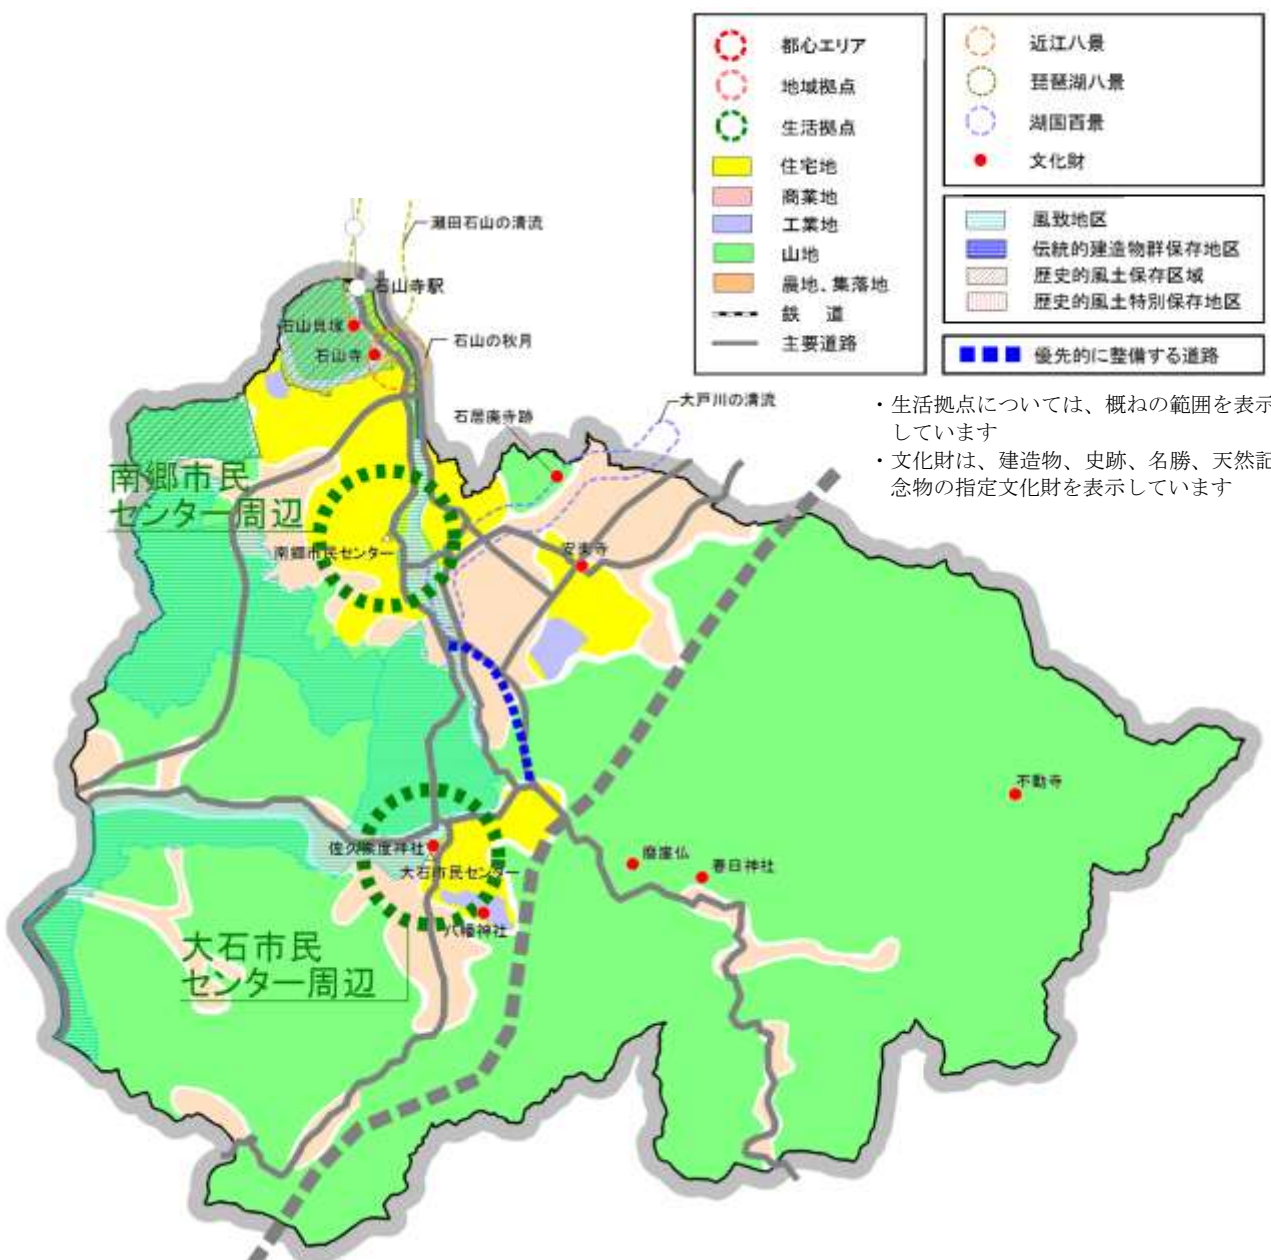 都心エリア
地域拠点
生活拠点
住宅地
商業地
工業地
山地
農地、集落地
鉄　道
主要道路
近江八景
琵琶湖八景
湖国百景
文化財
風致地区
伝統的建造物群保存地区
歴史的風土保存区域
歴史的風土特別保存地区
優先的に整備する道路
・生活拠点については、概ねの範囲を表示
しています
・文化財は、建造物、史跡、名勝、天然記
念物の指定文化財を表示しています
瀬田石山の清流
石山寺駅
石山貝塚
石山の秋月
石山寺
大戸川の清流
石居廃寺跡
南郷市民
センター周辺
南郷市民センター
安楽寺
不動寺
佐久奈度神社
磨崖仏
春日神社
大石市民センター
八幡神社
大石市民
センター周辺